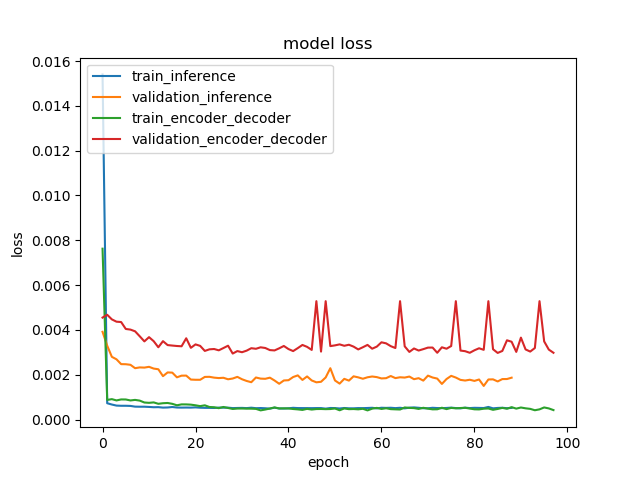 model loss
train_inference
validation_inference
train_encoder_decoder
validation_encoder_decoder
0.016
0.014
0.012
0.010
0.008
0.006
0.004
0.002
0.000
loss
0 20 40 60 80 100
epoch